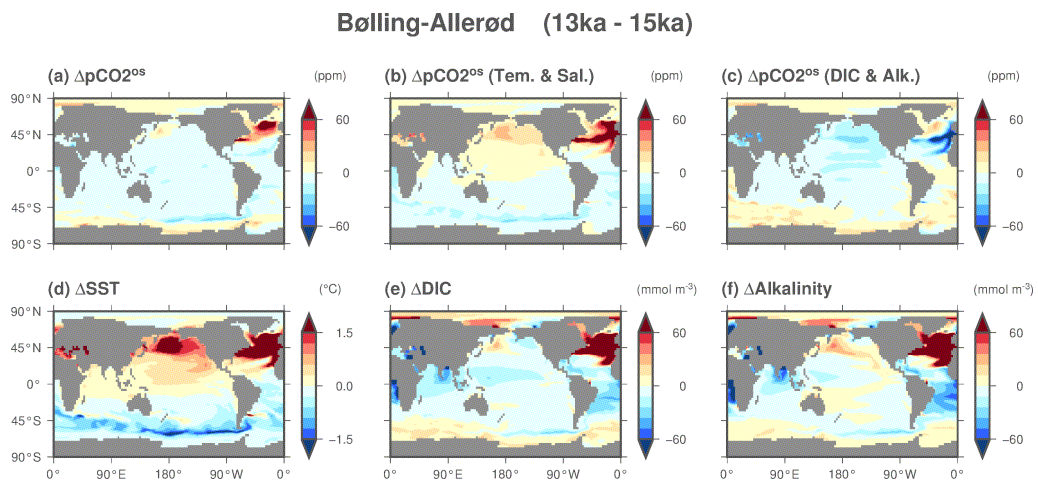 Bølling-Allerød (13ka - 15ka)
(a) ΔpCO2ᵒˢ (ppm)
(b) ΔpCO2ᵒˢ (Tem. & Sal.) (ppm)
(c) ΔpCO2ᵒˢ (DIC & Alk.) (ppm)
90°N
45°N
0°
45°S
90°S
60
0
−60
60
0
−60
60
0
−60
(d) ΔSST (°C)
(e) ΔDIC (mmol m⁻³)
(f) ΔAlkalinity (mmol m⁻³)
90°N
45°N
0°
45°S
90°S
1.5
0.0
−1.5
60
0
−60
60
0
−60
0° 90°E 180° 90°W 0°
0° 90°E 180° 90°W 0°
0° 90°E 180° 90°W 0°